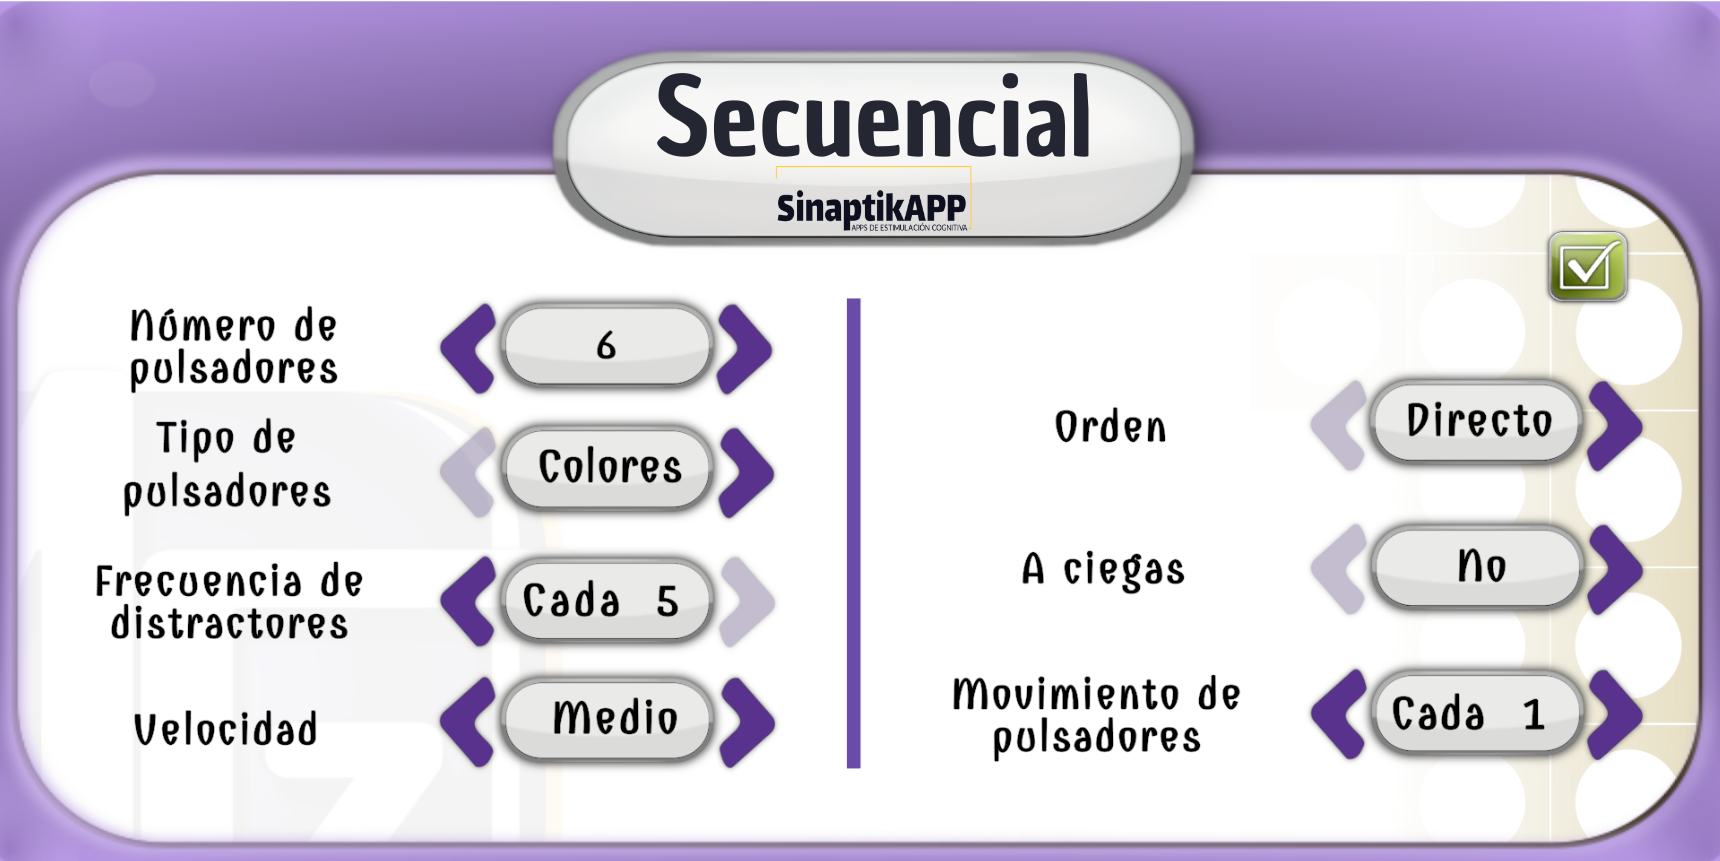 Secuencial
SinaptikAPP
APPS DE ESTIMULACIÓN COGNITIVA
Número de
pulsadores
6
Tipo de
pulsadores
Colores
Frecuencia de
distractores
Cada 5
Velocidad
Medio
Orden
Directo
A ciegas
No
Movimiento de
pulsadores
Cada 1